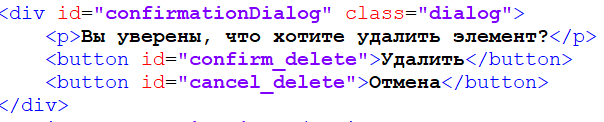 <div id="confirmationDialog" class="dialog">
<p>Вы уверены, что хотите удалить элемент?</p>
<button id="confirm_delete">Удалить</button>
<button id="cancel_delete">Отмена</button>
</div>